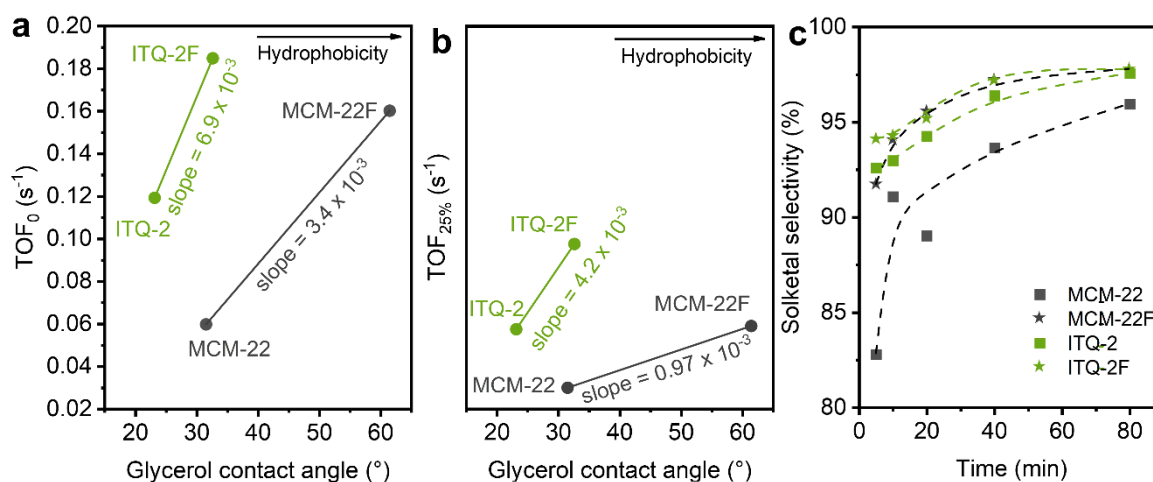 a
0.20
0.18
0.16
0.14
0.12
0.10
0.08
0.06
0.04
0.02
TOF0 (s-1)
ITQ-2F
Hydrophobicity
MCM-22F
slope = 6.9 x 10-3
ITQ-2
slope = 3.4 x 10-3
MCM-22
20 30 40 50 60
Glycerol contact angle (°)
b
TOF25% (s-1)
Hydrophobicity
ITQ-2F
slope = 4.2 x 10-3
ITQ-2
MCM-22F
MCM-22
slope = 0.97 x 10-3
20 30 40 50 60
Glycerol contact angle (°)
c
100
95
90
85
80
Solketal selectivity (%)
MCM-22
MCM-22F
ITQ-2
ITQ-2F
0 20 40 60 80
Time (min)